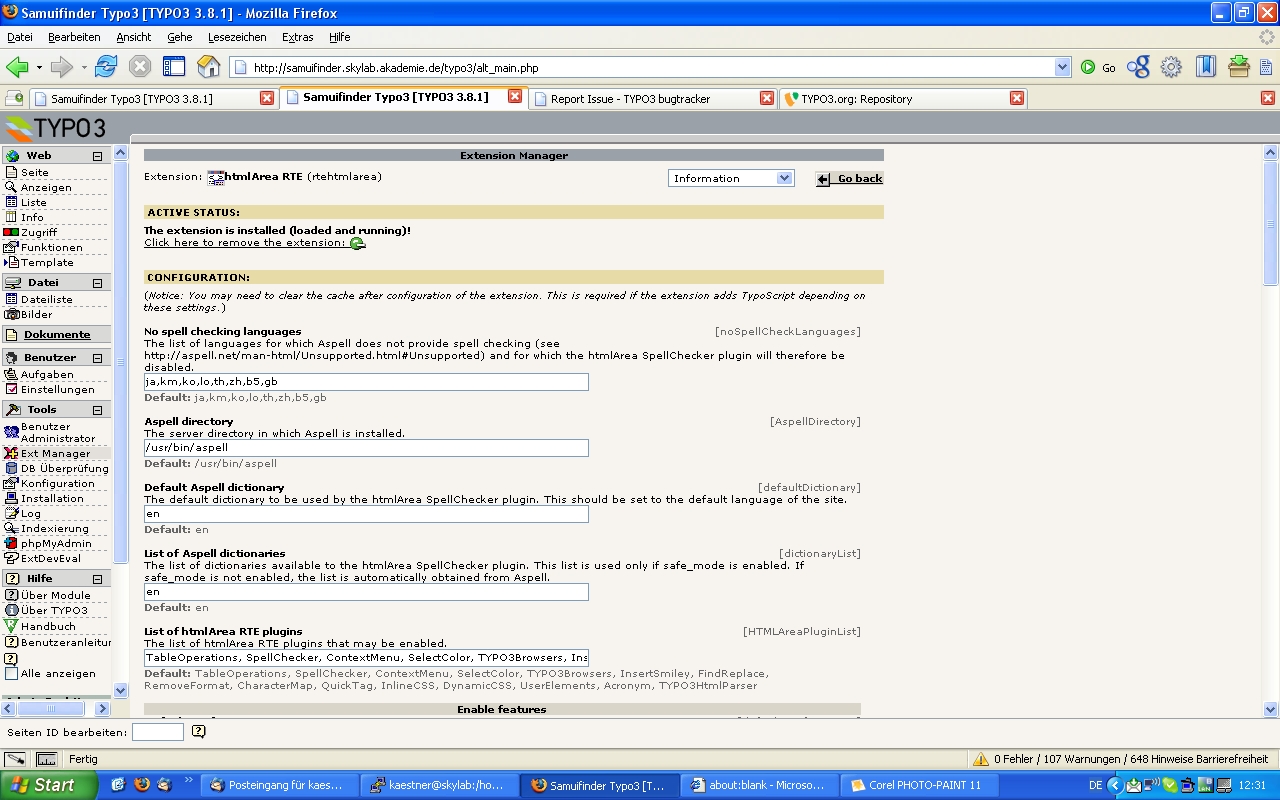 Samuifinder Typo3 [TYPO3 3.8.1] - Mozilla Firefox
Datei Bearbeiten Ansicht Gehe Lesezeichen Extras Hilfe
http://samuifinder.skylab.akademie.de/typo3/alt_main.php Go
Samuifinder Typo3 [TYPO3 3.8.1] Samuifinder Typo3 [TYPO3 3.8.1] Report Issue - TYPO3 bugtracker TYPO3.org: Repository
TYPO3
Web
Seite
Anzeigen
Liste
Info
Zugriff
Funktionen
Template
Datei
Dateiliste
Bilder
Dokumente
Benutzer
Aufgaben
Einstellungen
Tools
Benutzer
Administrator
Ext Manager
DB Überprüfung
Konfiguration
Installation
Log
Indexierung
phpMyAdmin
ExtDevEval
Hilfe
Über Module
Über TYPO3
Handbuch
Benutzeranleitun
Alle anzeigen
Extension Manager
Extension: htmlArea RTE (rtehtmlarea) Information Go back
ACTIVE STATUS:
The extension is installed (loaded and running)!
Click here to remove the extension:
CONFIGURATION:
(Notice: You may need to clear the cache after configuration of the extension. This is required if the extension adds TypoScript depending on
these settings.)
No spell checking languages [noSpellCheckLanguages]
The list of languages for which Aspell does not provide spell checking (see
http://aspell.net/man-html/Unsupported.html#Unsupported) and for which the htmlArea SpellChecker plugin will therefore be
disabled.
ja,km,ko,lo,th,zh,b5,gb
Default: ja,km,ko,lo,th,zh,b5,gb
Aspell directory [AspellDirectory]
The server directory in which Aspell is installed.
/usr/bin/aspell
Default: /usr/bin/aspell
Default Aspell dictionary [defaultDictionary]
The default dictionary to be used by the htmlArea SpellChecker plugin. This should be set to the default language of the site.
en
Default: en
List of Aspell dictionaries [dictionaryList]
The list of dictionaries available to the htmlArea SpellChecker plugin. This list is used only if safe_mode is enabled. If
safe_mode is not enabled, the list is automatically obtained from Aspell.
en
Default: en
List of htmlArea RTE plugins [HTMLAreaPluginList]
The list of htmlArea RTE plugins that may be enabled.
TableOperations, SpellChecker, ContextMenu, SelectColor, TYPO3Browsers, Ins
Default: TableOperations, SpellChecker, ContextMenu, SelectColor, TYPO3Browsers, InsertSmiley, FindReplace,
RemoveFormat, CharacterMap, QuickTag, InlineCSS, DynamicCSS, UserElements, Acronym, TYPO3HtmlParser
Enable features
Seiten ID bearbeiten:
Fertig 0 Fehler / 107 Warnungen / 648 Hinweise Barrierefreiheit
Start Posteingang für kaes... kaestner@skylab:/ho... Samuifinder Typo3 [T... about:blank - Microso... Corel PHOTO-PAINT 11 DE 12:31